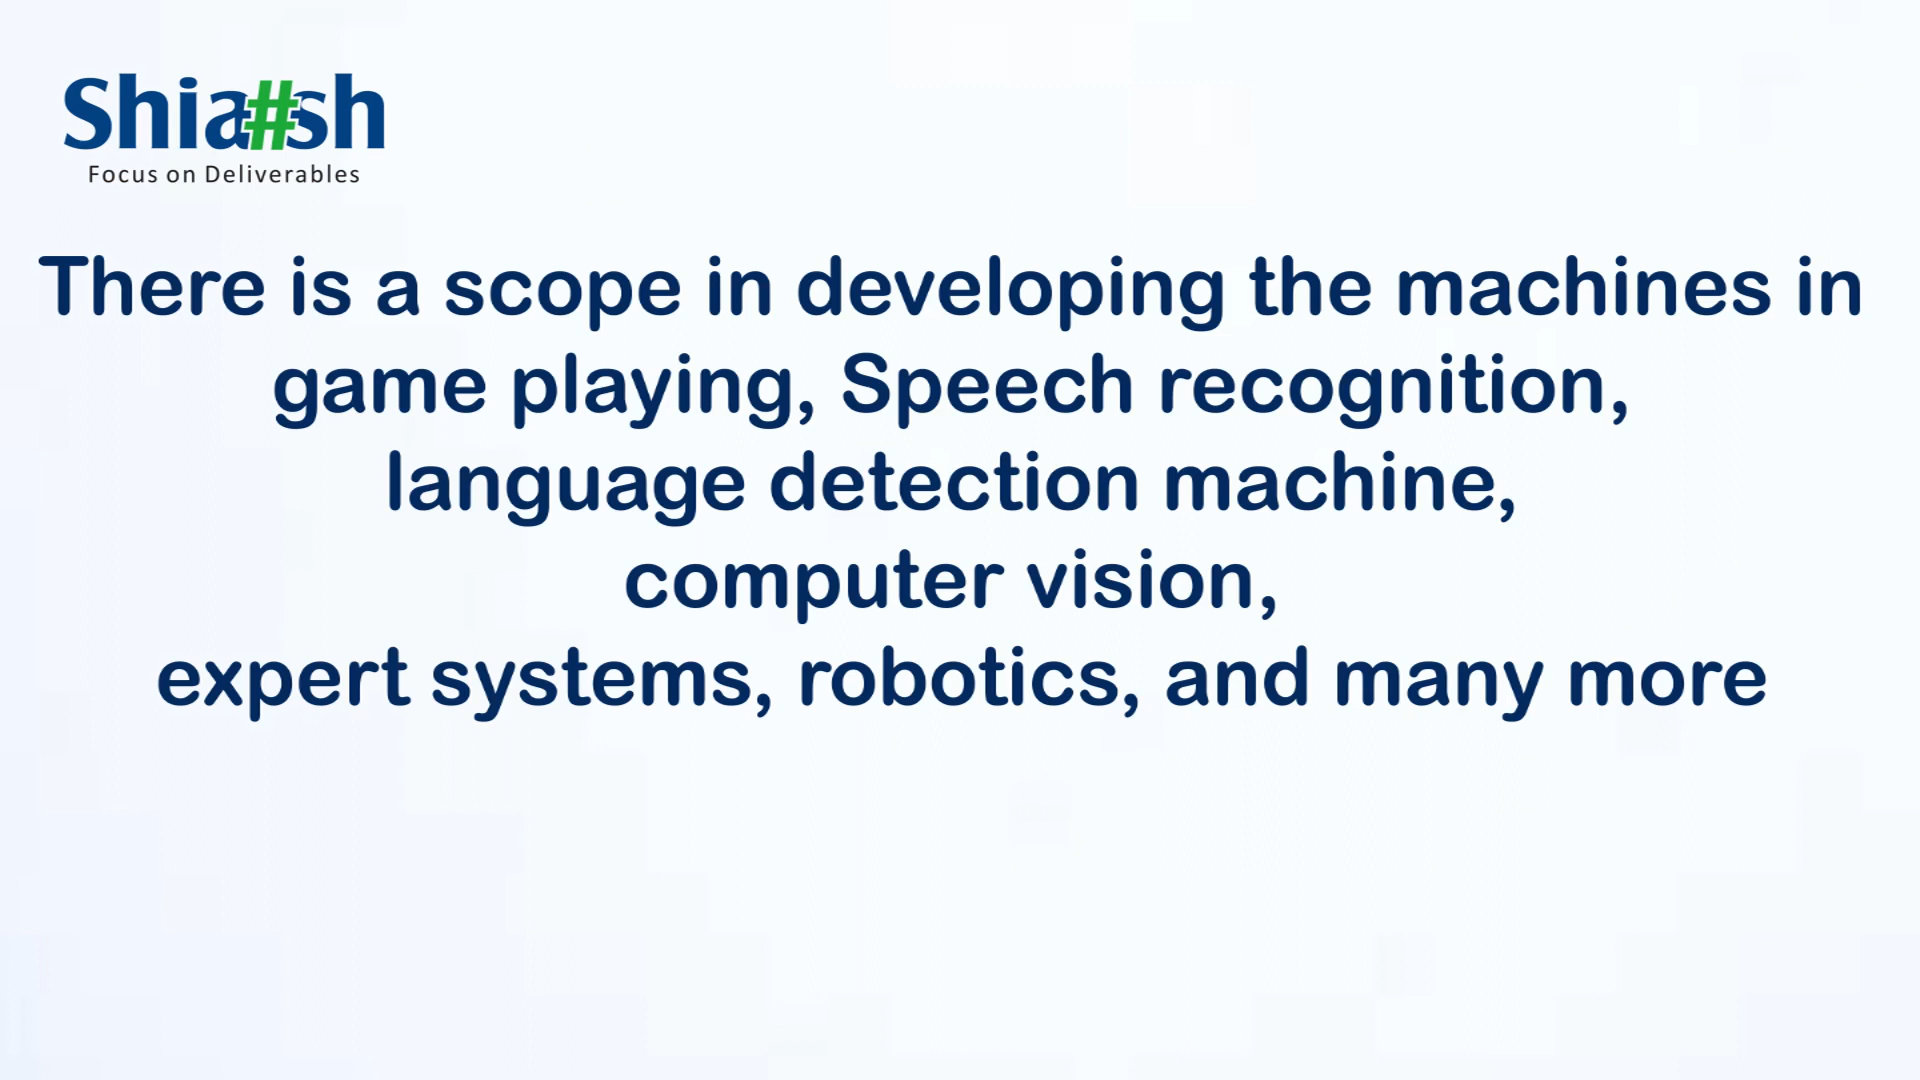 Shia#sh
Focus on Deliverables
There is a scope in developing the machines in
game playing, Speech recognition,
language detection machine,
computer vision,
expert systems, robotics, and many more